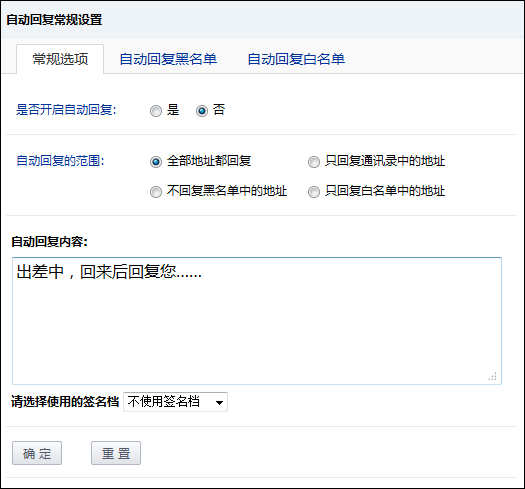 自动回复常规设置
常规选项 自动回复黑名单 自动回复白名单
是否开启自动回复: 是 否
自动回复的范围: 全部地址都回复 只回复通讯录中的地址
不回复黑名单中的地址 只回复白名单中的地址
自动回复内容:
出差中，回来后回复您......
请选择使用的签名档 不使用签名档
确 定 重 置